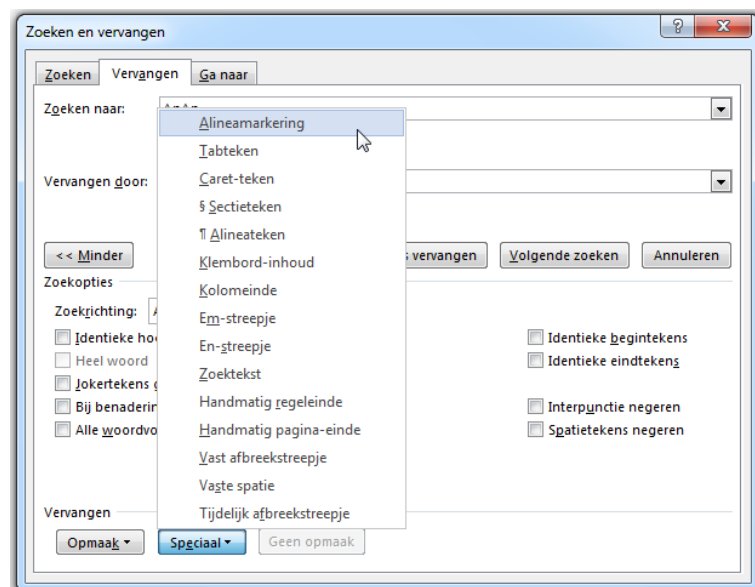 Zoeken en vervangen
Zoeken Vervangen Ga naar
Zoeken naar:
Alineamarkering
Tabteken
Vervangen door:
Caret-teken
§ Sectieteken
¶ Alineateken
<< Minder
vervangen Volgende zoeken Annuleren
Klembord-inhoud
Zoekopties
Kolomeinde
Zoekrichting:
Em-streepje
Identieke Identieke begintekens
En-streepje
Heel woord Identieke eindtekens
Zoektekst
Jokertekens
Handmatig regeleinde
Bij Interpunctie negeren
Handmatig pagina-einde
Alle Spatietekens negeren
Vast afbreekstreepje
Vaste spatie
Vervangen
Tijdelijk afbreekstreepje
Opmaak Speciaal Geen opmaak